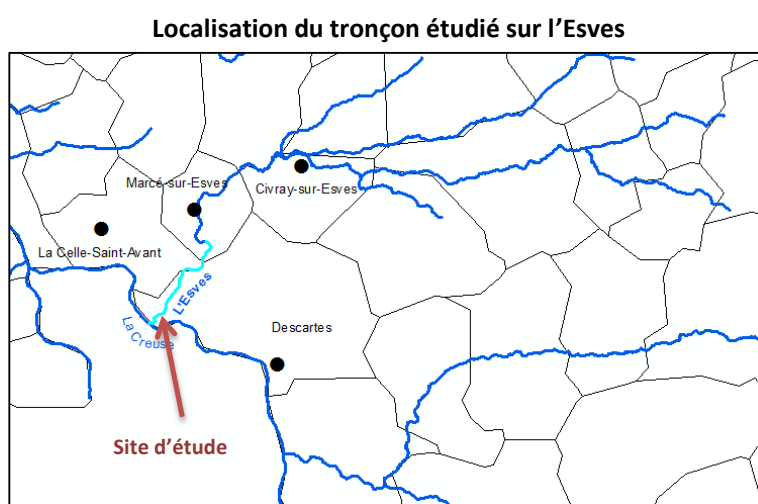 Localisation du tronçon étudié sur l’Esves
Marcé-sur-Esves
Civray-sur-Esves
La Celle-Saint-Avant
L'Esves
La Creuse
Descartes
Site d’étude